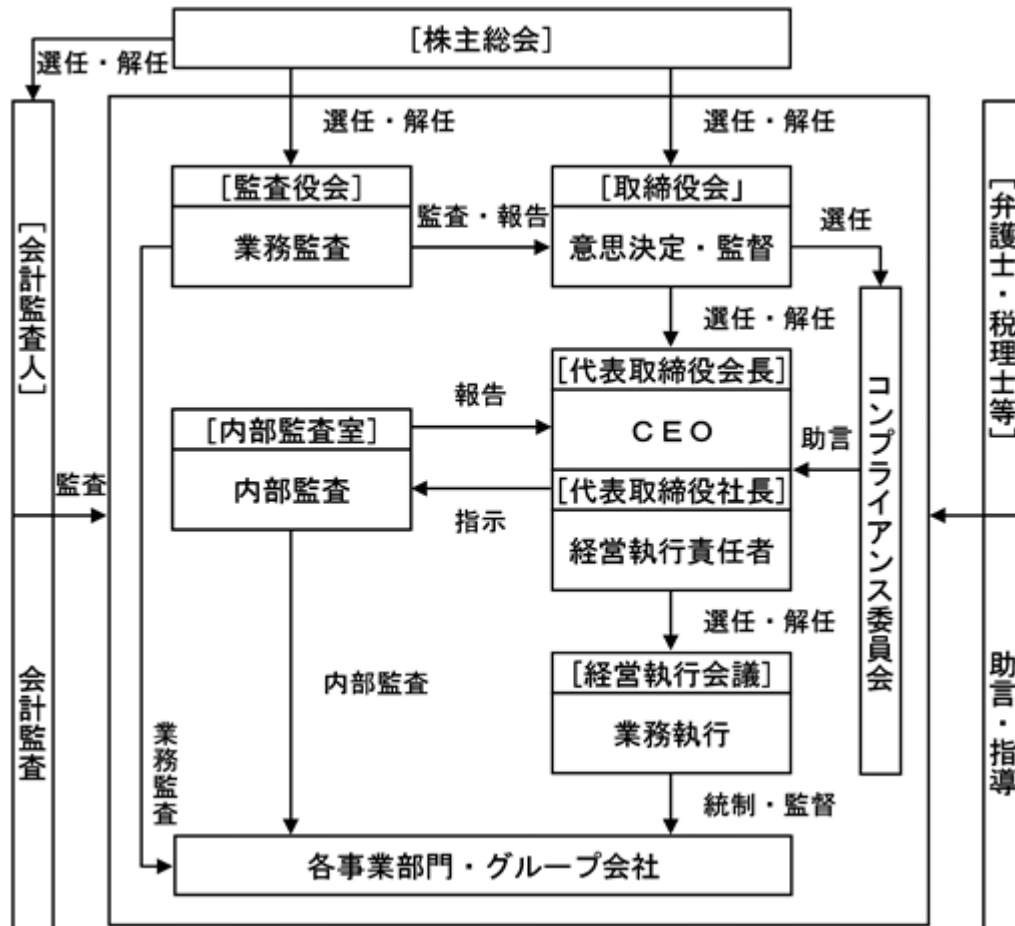 [株主総会]
選任・解任
選任・解任
選任・解任
[監査役会]
業務監査
監査・報告
[取締役会」
意思決定・監督
選任
[会計監査人]
会計監査
監査
選任・解任
[代表取締役会長]
CEO
[代表取締役社長]
経営執行責任者
報告
指示
[内部監査室]
内部監査
助言
コンプライアンス委員会
[弁護士・税理士等]
助言・指導
選任・解任
[経営執行会議]
業務執行
内部監査
業務監査
統制・監督
各事業部門・グループ会社